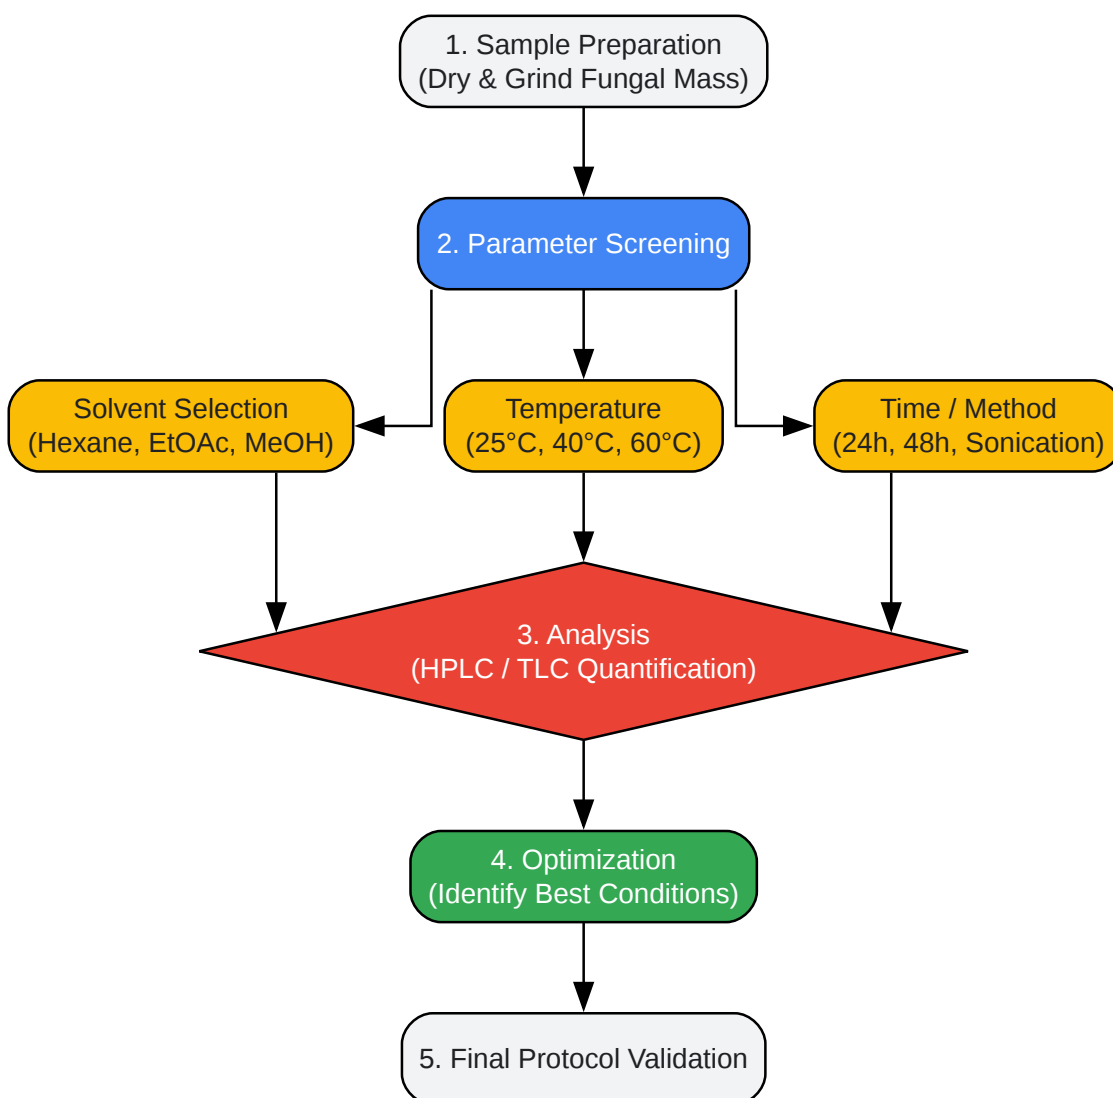 1. Sample Preparation
(Dry & Grind Fungal Mass)
2. Parameter Screening
Solvent Selection
(Hexane, EtOAc, MeOH)
Temperature
(25°C, 40°C, 60°C)
Time / Method
(24h, 48h, Sonication)
3. Analysis
(HPLC / TLC Quantification)
4. Optimization
(Identify Best Conditions)
5. Final Protocol Validation